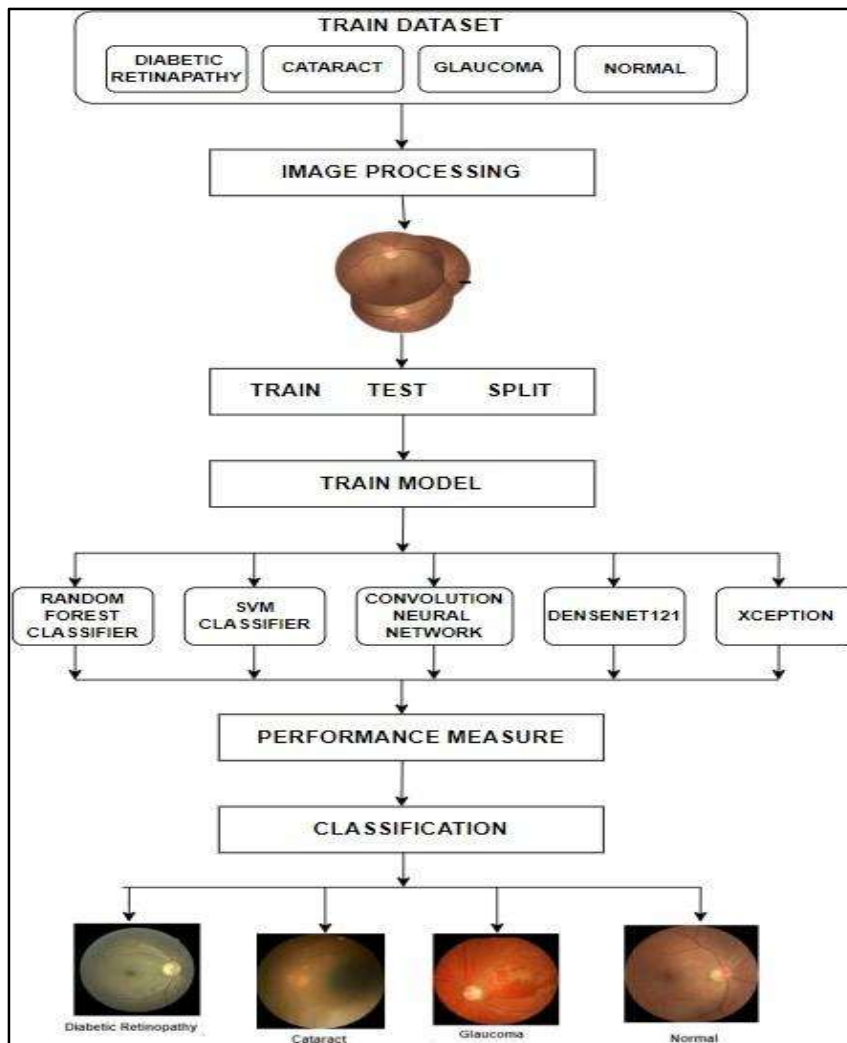 TRAIN DATASET
DIABETIC
RETINAPATHY
CATARACT
GLAUCOMA
NORMAL
IMAGE PROCESSING
TRAIN TEST SPLIT
TRAIN MODEL
RANDOM
FOREST
CLASSIFIER
SVM
CLASSIFIER
CONVOLUTION
NEURAL
NETWORK
DENSENET121
XCEPTION
PERFORMANCE MEASURE
CLASSIFICATION
Diabetic Retinopathy
Cataract
Glaucoma
Normal